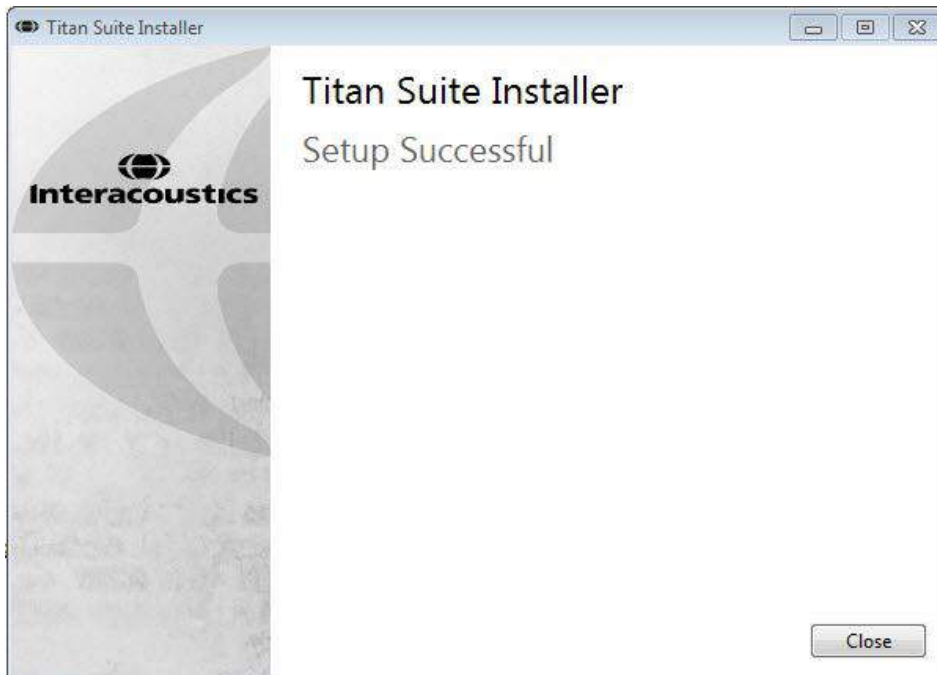 Titan Suite Installer
Titan Suite Installer
Setup Successful
Interacoustics
Close